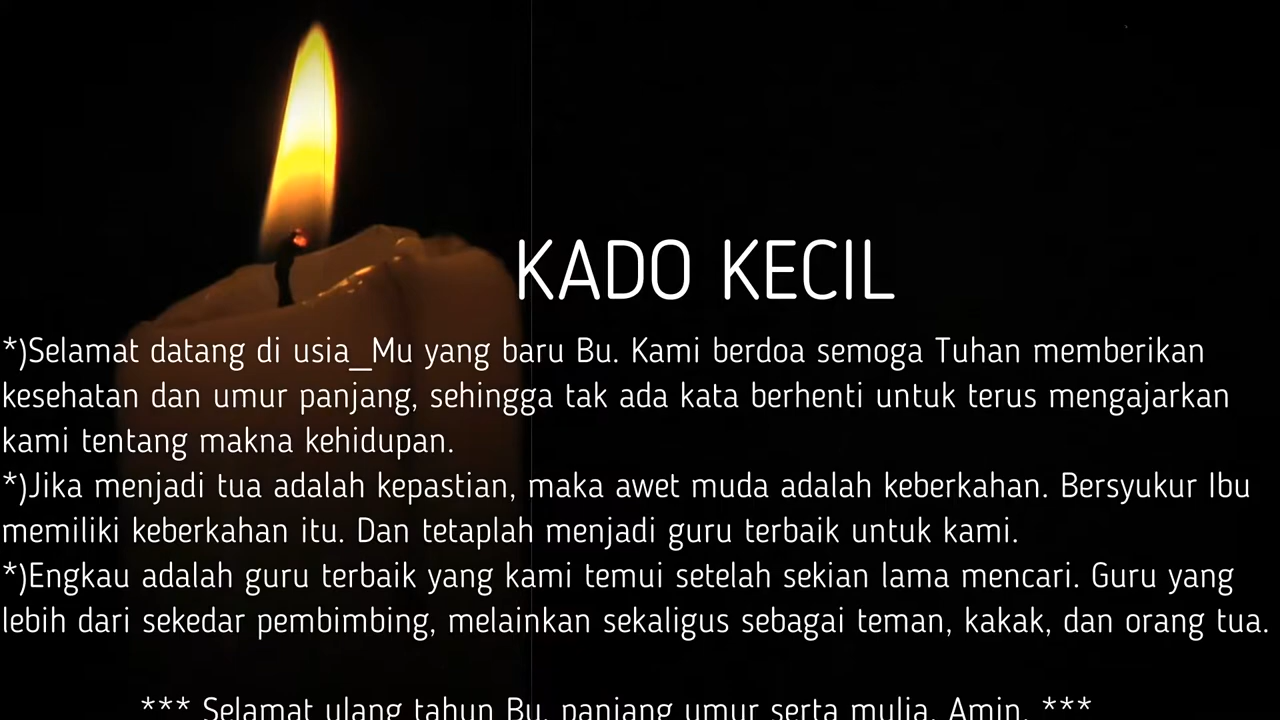 KADO KECIL
*)Selamat datang di usia_Mu yang baru Bu. Kami berdoa semoga Tuhan memberikan
kesehatan dan umur panjang, sehingga tak ada kata berhenti untuk terus mengajarkan
kami tentang makna kehidupan.
*)Jika menjadi tua adalah kepastian, maka awet muda adalah keberkahan. Bersyukur Ibu
memiliki keberkahan itu. Dan tetaplah menjadi guru terbaik untuk kami.
*)Engkau adalah guru terbaik yang kami temui setelah sekian lama mencari. Guru yang
lebih dari sekedar pembimbing, melainkan sekaligus sebagai teman, kakak, dan orang tua.
*** Selamat ulang tahun Bu, panjang umur serta mulia. Amin. ***